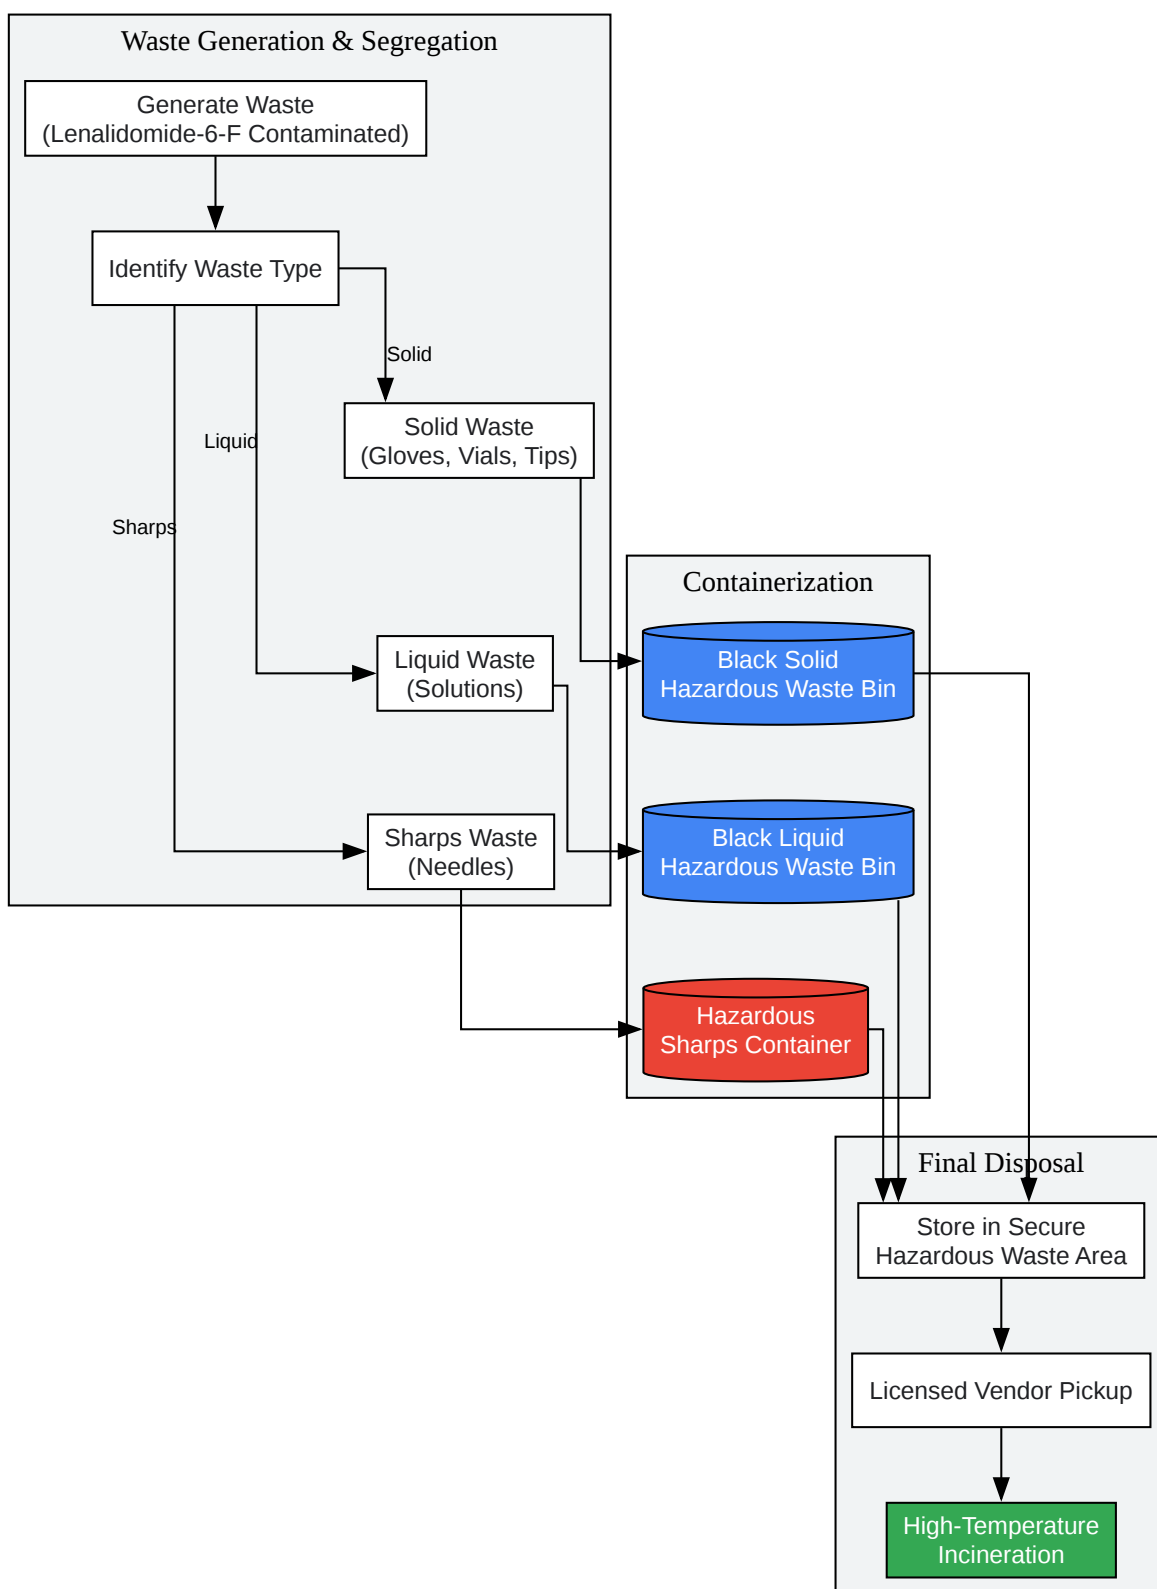 Waste Generation & Segregation
Generate Waste
(Lenalidomide-6-F Contaminated)
Identify Waste Type
Solid
Solid Waste
(Gloves, Vials, Tips)
Liquid
Sharps
Liquid Waste
(Solutions)
Sharps Waste
(Needles)
Containerization
Black Solid
Hazardous Waste Bin
Black Liquid
Hazardous Waste Bin
Hazardous
Sharps Container
Final Disposal
Store in Secure
Hazardous Waste Area
Licensed Vendor Pickup
High-Temperature
Incineration